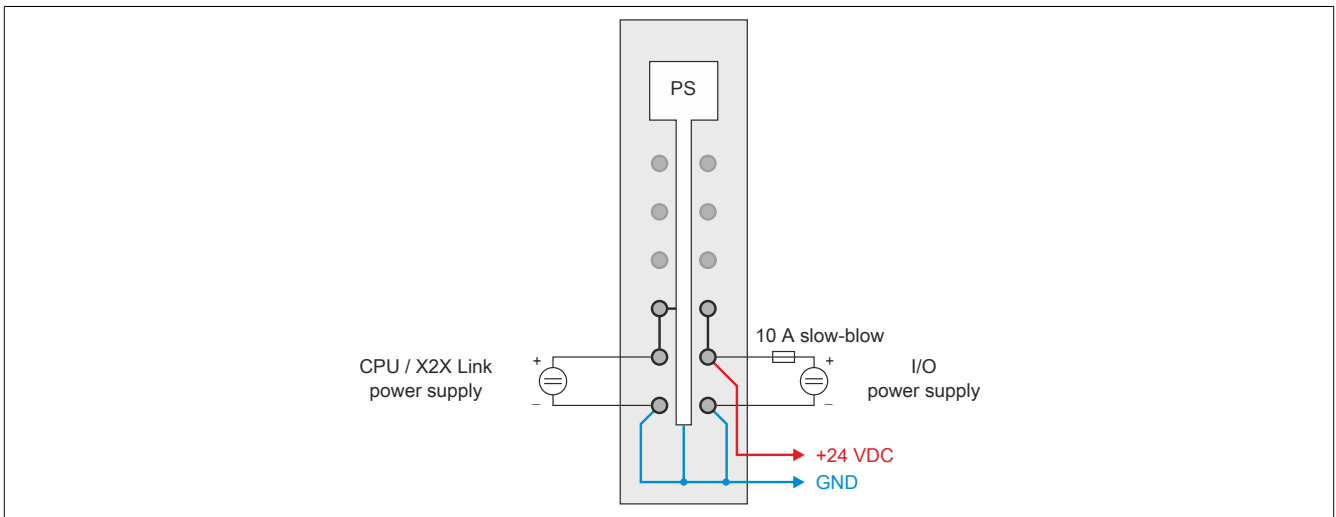 PS
10 A slow-blow
CPU / X2X Link
power supply
+
–
+
–
I/O
power supply
+24 VDC
GND